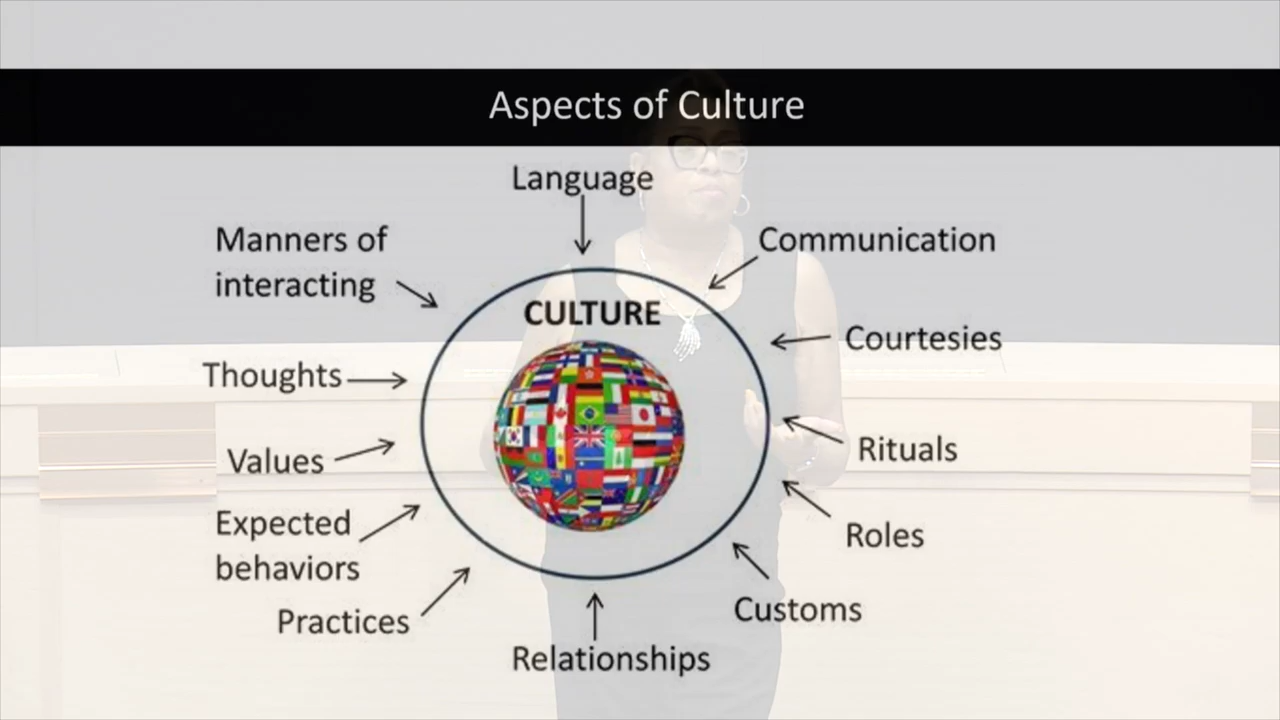 Aspects of Culture
Language
Manners of
interacting
Communication
CULTURE
Courtesies
Thoughts
Values
Rituals
Expected
behaviors
Roles
Practices
Customs
Relationships